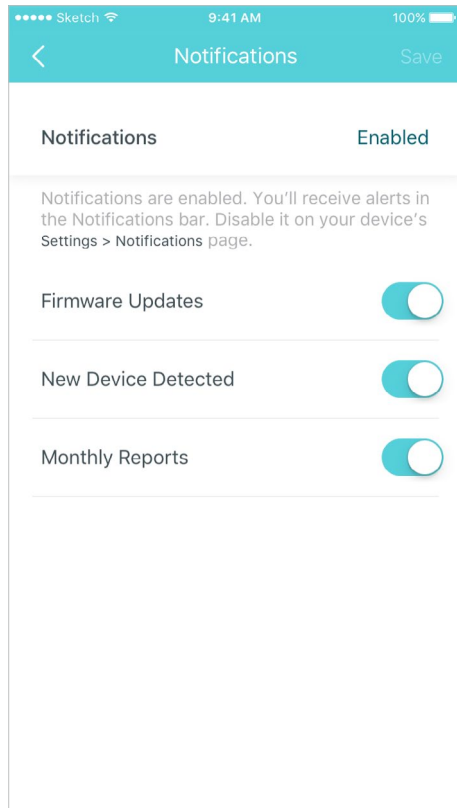 Sketch 9:41 AM 100%
Notifications Save
Notifications Enabled
Notifications are enabled. You'll receive alerts in
the Notifications bar. Disable it on your device's
Settings > Notifications page.
Firmware Updates
New Device Detected
Monthly Reports